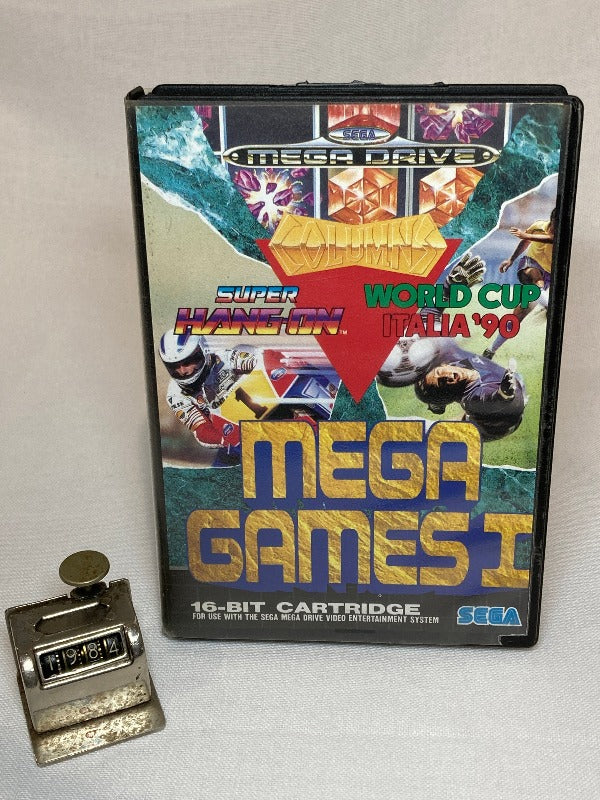 SEGA
MEGA DRIVE
COLUMNS
SUPER
HANG-ON™
WORLD CUP
ITALIA '90
MEGA
GAMES I
16-BIT CARTRIDGE
FOR USE WITH THE SEGA MEGA DRIVE VIDEO ENTERTAINMENT SYSTEM
SEGA
1984